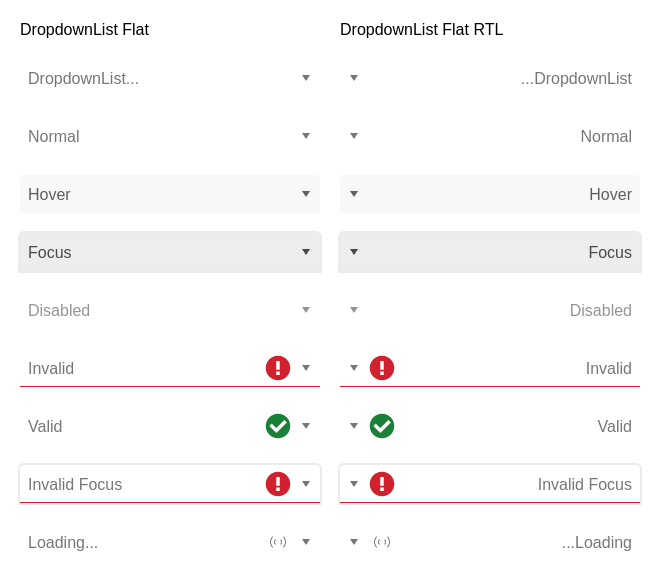 DropdownList Flat
DropdownList...
Normal
Hover
Focus
Disabled
Invalid
Valid
Invalid Focus
Loading...
DropdownList Flat RTL
...DropdownList
Normal
Hover
Focus
Disabled
Invalid
Valid
Invalid Focus
...Loading